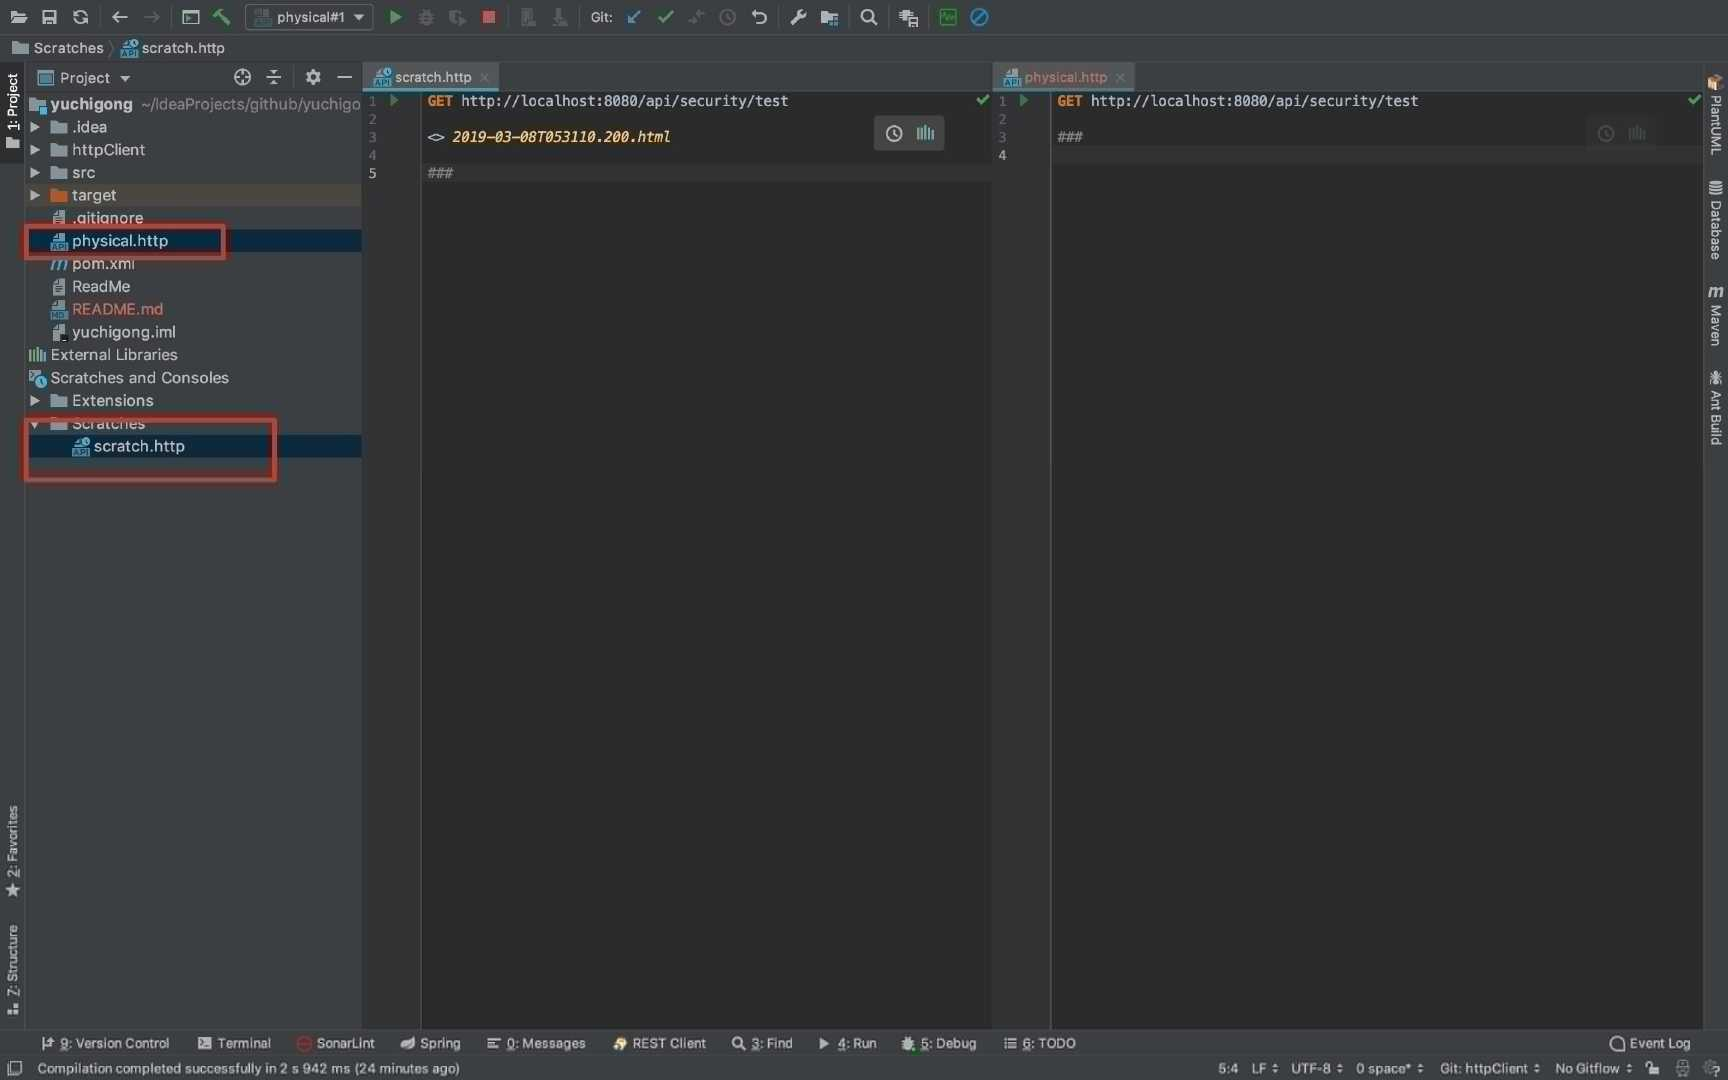 physical#1
Git:
Scratches
scratch.http
1: Project
Project
yuchigong ~/IdeaProjects/github/yuchigo
.idea
httpClient
src
target
.gitignore
physical.http
pom.xml
ReadMe
README.md
yuchigong.iml
External Libraries
Scratches and Consoles
Extensions
Scratches
scratch.http
2: Favorites
Z: Structure
scratch.http
1 GET http://localhost:8080/api/security/test
2
3 <> 2019-03-08T053110.200.html
4
5 ###
physical.http
1 GET http://localhost:8080/api/security/test
2
3 ###
4
PlantUML
Database
Maven
Ant Build
9: Version Control
Terminal
SonarLint
Spring
0: Messages
REST Client
3: Find
4: Run
5: Debug
6: TODO
Event Log
Compilation completed successfully in 2 s 942 ms (24 minutes ago)
5:4
LF
UTF-8
0 space*
Git: httpClient
No Gitflow